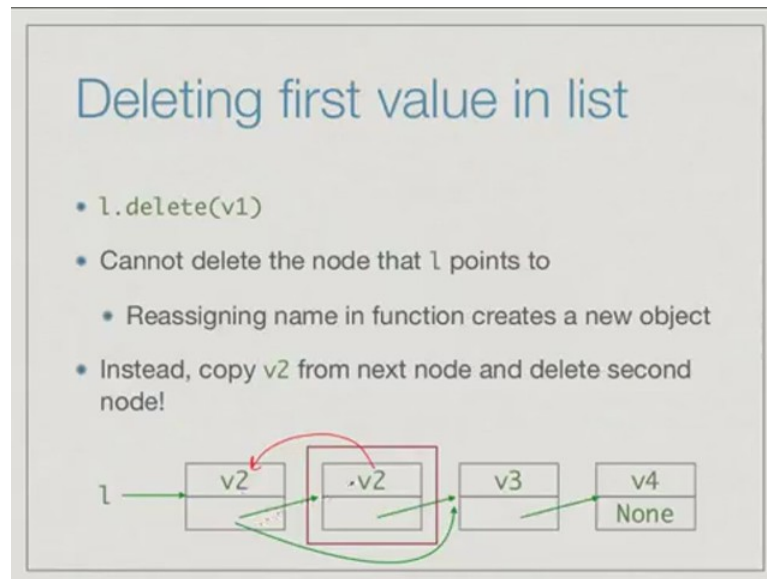 Deleting first value in list
• l.delete(v1)
• Cannot delete the node that l points to
• Reassigning name in function creates a new object
• Instead, copy v2 from next node and delete second
node!
l v2 v2 v3 v4
None